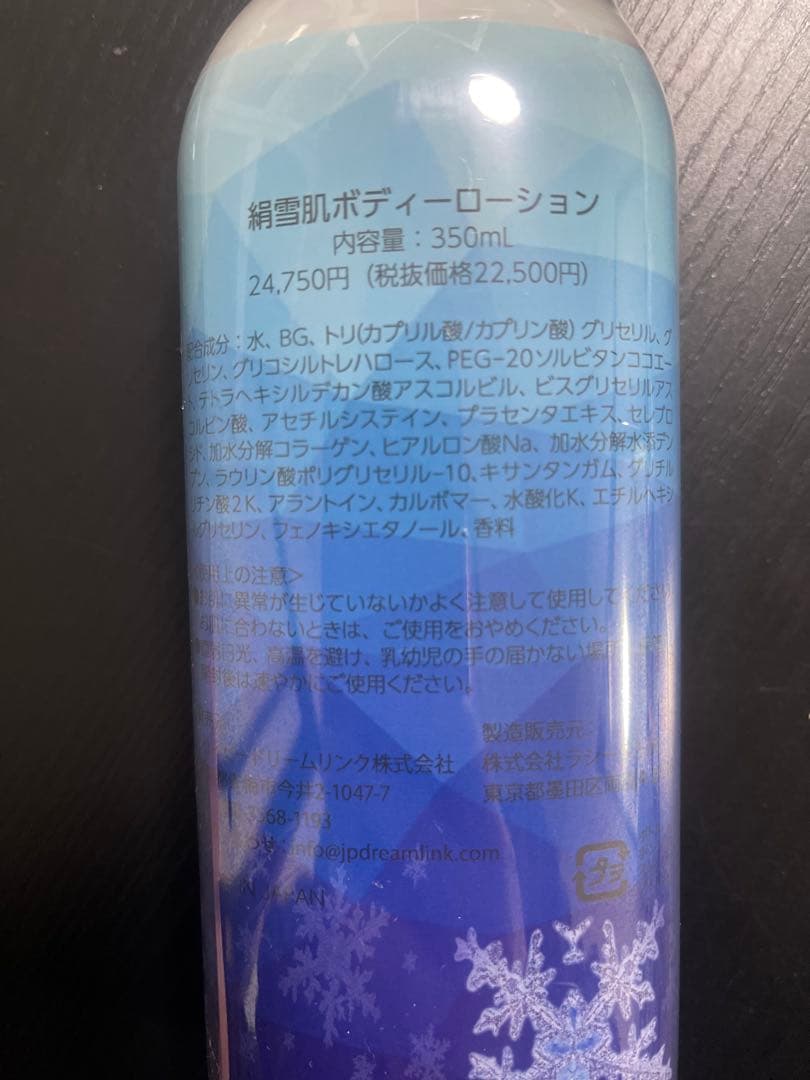 絹雪肌ボディーローション
内容量：350mL
24,750円（税抜価格22,500円）
配合成分：水、BG、トリ(カプリル酸/カプリン酸) グリセリル、グ
リセリン、グリコシルトレハロース、PEG-20ソルビタンココエー
ト、テトラヘキシルデカン酸アスコルビル、ビスグリセリルアス
コルビン酸、アセチルシステイン、プラセンタエキス、セレブロ
シド、加水分解コラーゲン、ヒアルロン酸Na、加水分解水添デン
プン、ラウリン酸ポリグリセリル-10、キサンタンガム、グリチル
リチン酸2K、アラントイン、カルボマー、水酸化K、エチルヘキシ
ルグリセリン、フェノキシエタノール、香料
使用上の注意＞
異常が生じていないかよく注意して使用して
に合わないときは、ご使用をおやめください。
日光、高温を避け、乳幼児の手の届かない場所
後は速やかにご使用ください。
ドリームリンク株式会社
市今井2-1047-7
68-1193
わせ：info@jpdreamlink.com
IN JAPAN
製造販売元：
株式会社ラシ
東京都墨田区
プラ